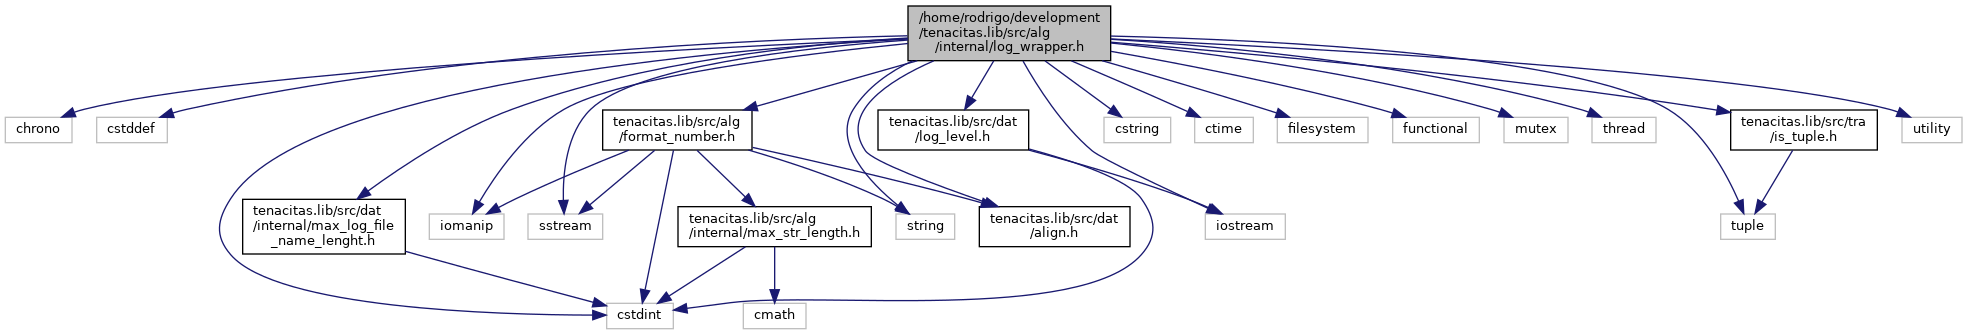 /home/rodrigo/development
/tenacitas.lib/src/alg
/internal/log_wrapper.h
chrono
cstddef
tenacitas.lib/src/alg
/format_number.h
tenacitas.lib/src/dat
/log_level.h
cstring
ctime
filesystem
functional
mutex
thread
tenacitas.lib/src/tra
/is_tuple.h
utility
tenacitas.lib/src/dat
/internal/max_log_file
_name_lenght.h
iomanip
sstream
tenacitas.lib/src/alg
/internal/max_str_length.h
string
tenacitas.lib/src/dat
/align.h
iostream
tuple
cstdint
cmath